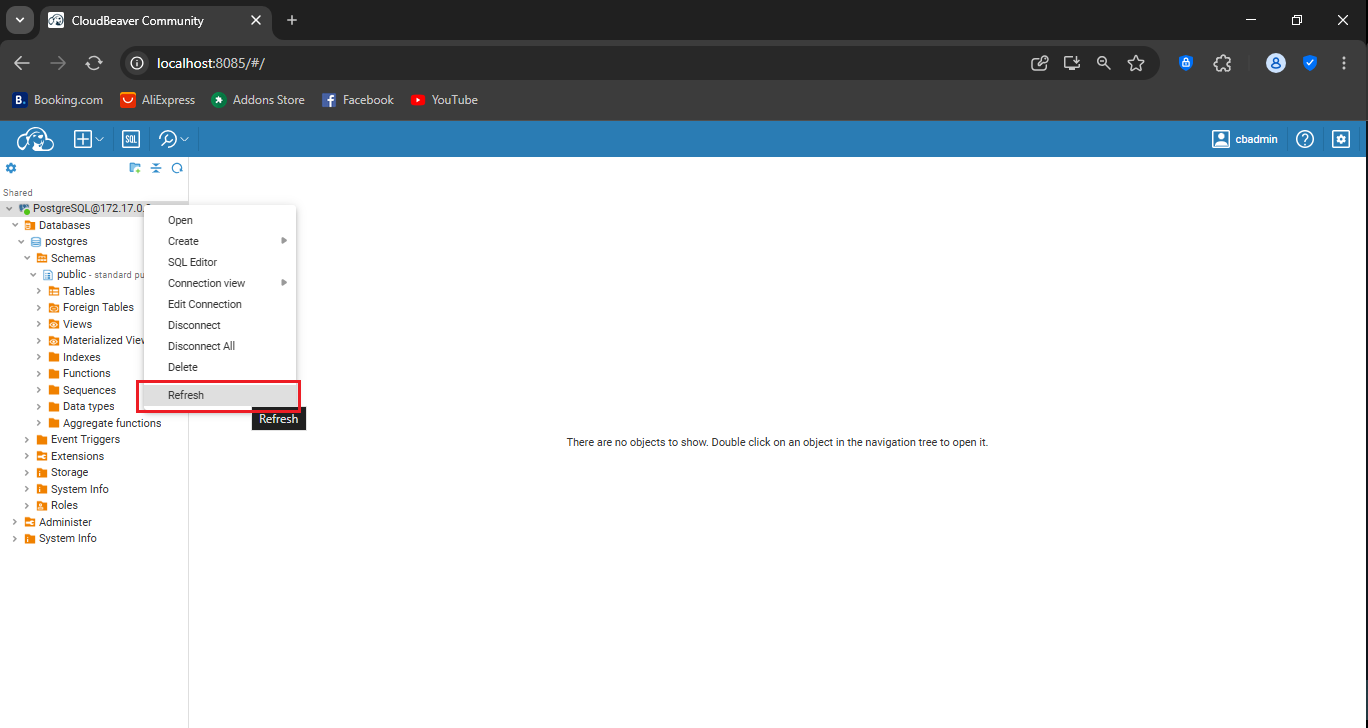 CloudBeaver Community
localhost:8085/#/
B. Booking.com AliExpress Addons Store Facebook YouTube
SQL cbadmin
Shared
PostgreSQL@172.17.0.
Databases
postgres
Schemas
public - standard pu
Tables
Foreign Tables
Views
Materialized View
Indexes
Functions
Sequences
Data types
Aggregate functions
Event Triggers
Extensions
Storage
System Info
Roles
Administer
System Info
Open
Create
SQL Editor
Connection view
Edit Connection
Disconnect
Disconnect All
Delete
Refresh
Refresh
There are no objects to show. Double click on an object in the navigation tree to open it.